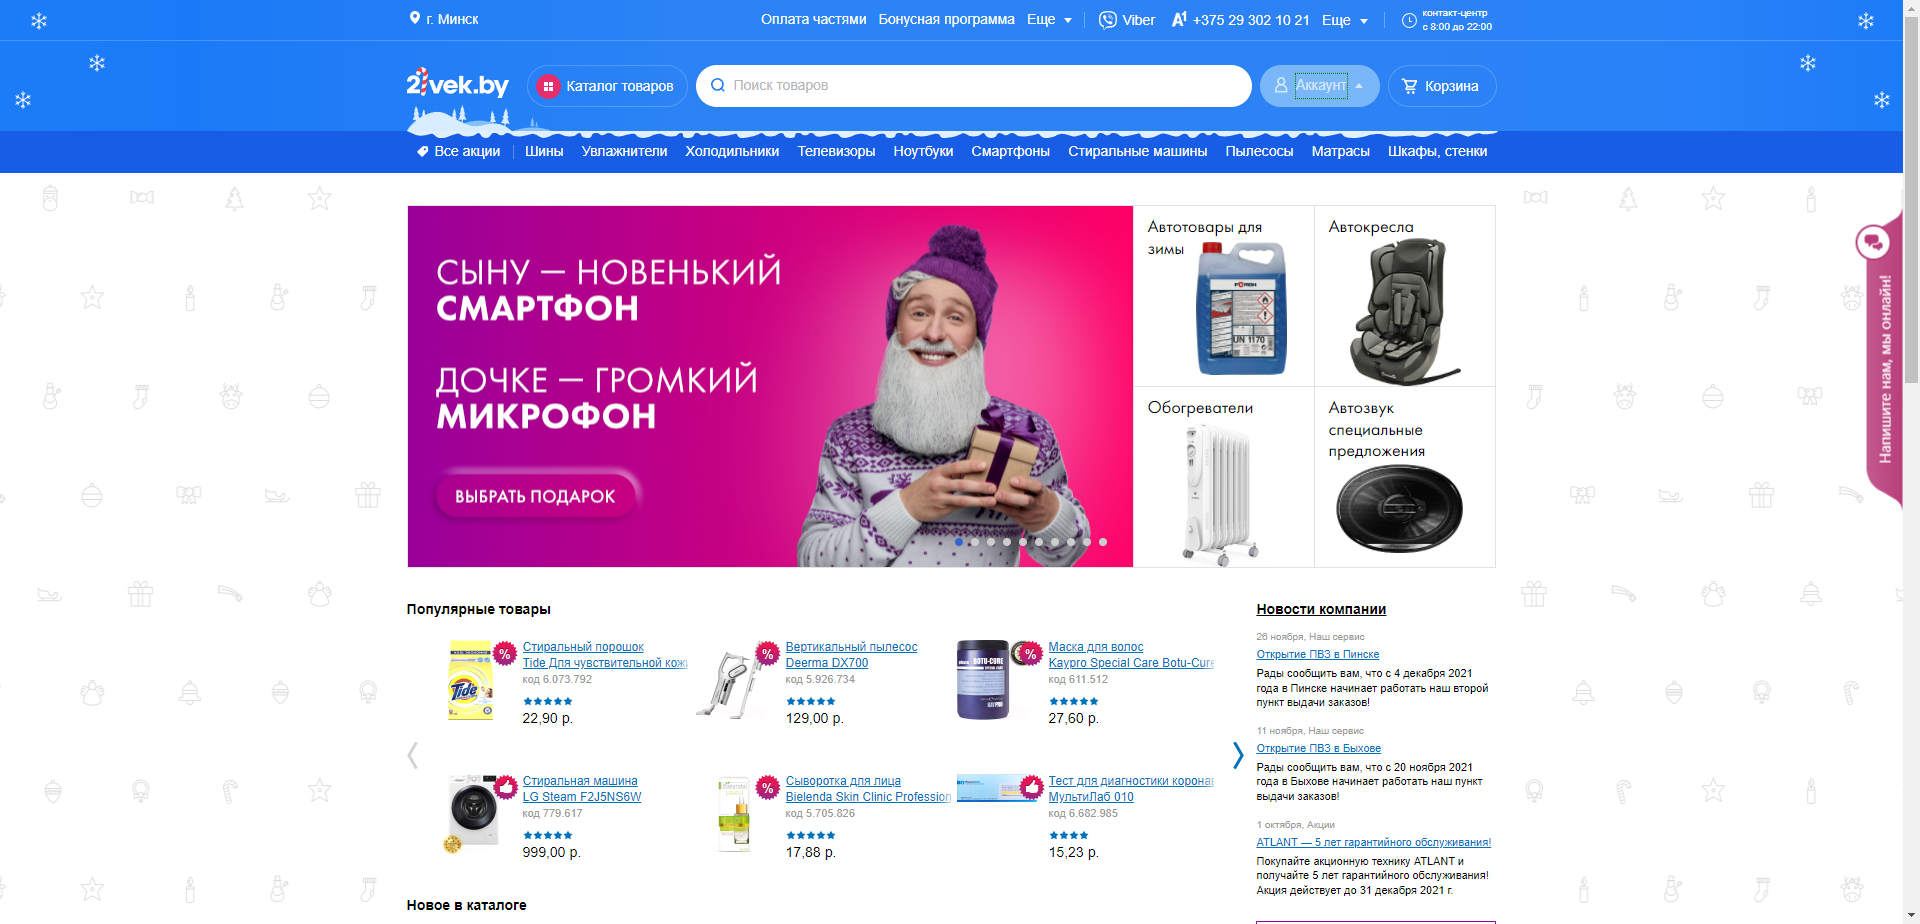 г. Минск
Оплата частями
Бонусная программа
Еще
Viber
A1 +375 29 302 10 21
Еще
контакт-центр
с 8:00 до 22:00
21vek.by
Каталог товаров
Поиск товаров
Аккаунт
Корзина
Все акции
Шины
Увлажнители
Холодильники
Телевизоры
Ноутбуки
Смартфоны
Стиральные машины
Пылесосы
Матрасы
Шкафы, стенки
СЫНУ — НОВЕНЬКИЙ
СМАРТФОН
ДОЧКЕ — ГРОМКИЙ
МИКРОФОН
ВЫБРАТЬ ПОДАРОК
Автотовары для
зимы
UN 1170
Автокресла
Обогреватели
Автозвук
специальные
предложения
Напишите нам, мы онлайн!
Популярные товары
Tide
%
Стиральный порошок
Tide Для чувствительной кожи
код 6.073.792
22,90 р.
%
Вертикальный пылесос
Deerma DX700
код 5.926.734
129,00 р.
BOTU-CURE
%
Маска для волос
Kaypro Special Care Botu-Cure
код 611.512
27,60 р.
Стиральная машина
LG Steam F2J5NS6W
код 779.617
999,00 р.
%
Сыворотка для лица
Bielenda Skin Clinic Profession
код 5.705.826
17,88 р.
Тест для диагностики коронав
МультиЛаб 010
код 6.682.985
15,23 р.
Новое в каталоге
Новости компании
26 ноября, Наш сервис
Открытие ПВЗ в Пинске
Рады сообщить вам, что с 4 декабря 2021
года в Пинске начинает работать наш второй
пункт выдачи заказов!
11 ноября, Наш сервис
Открытие ПВЗ в Быхове
Рады сообщить вам, что с 20 ноября 2021
года в Быхове начинает работать наш пункт
выдачи заказов!
1 октября, Акции
ATLANT — 5 лет гарантийного обслуживания!
Покупайте акционную технику ATLANT и
получайте 5 лет гарантийного обслуживания!
Акция действует до 31 декабря 2021 г.